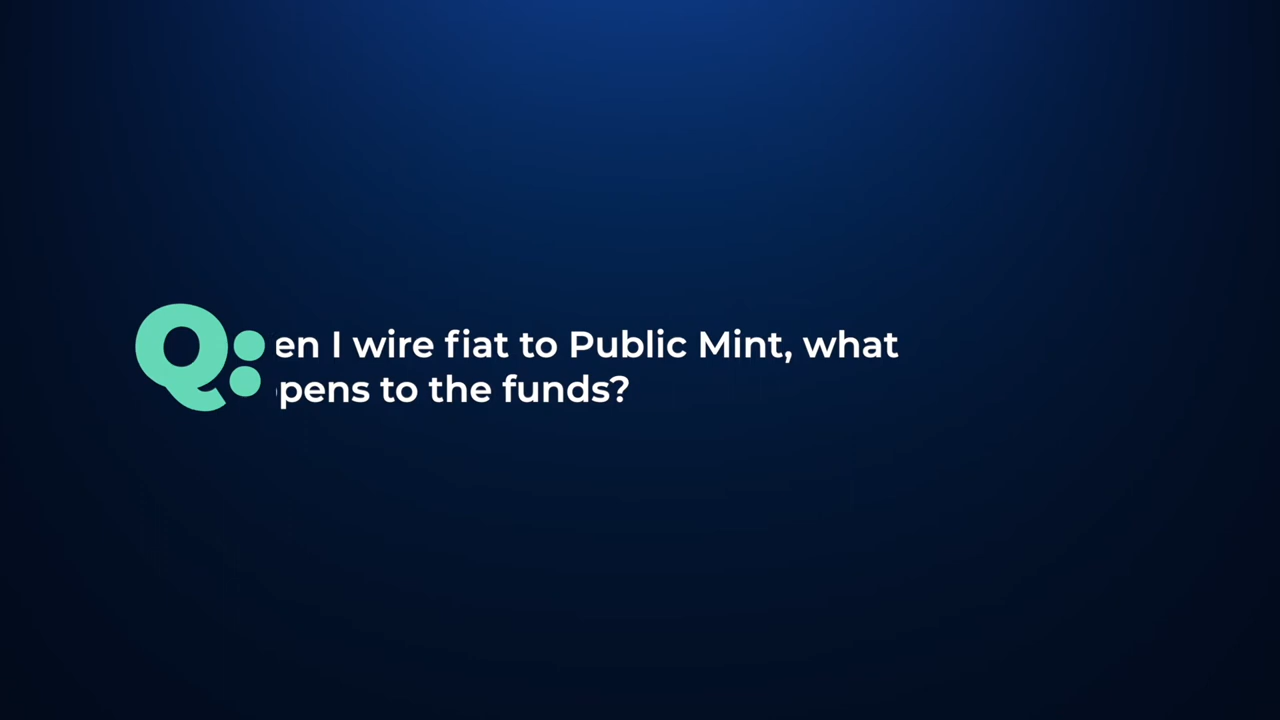 Q: en I wire fiat to Public Mint, what
pens to the funds?